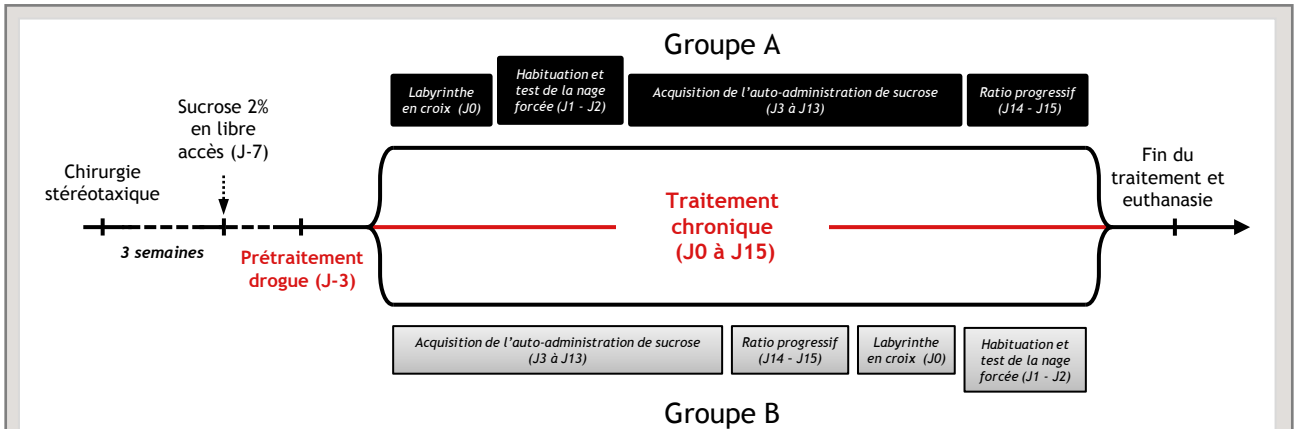 Groupe A
Labyrinthe
en croix (J0)
Habituation et
test de la nage
forcée (J1 - J2)
Acquisition de l'auto-administration de sucrose
(J3 à J13)
Ratio progressif
(J14 – J15)
Sucrose 2%
en libre
accès (J-7)
Chirurgie
stéréotaxique
3 semaines
Prétraitement
drogue (J-3)
Traitement
chronique
(J0 à J15)
Fin du
traitement et
euthanasie
Acquisition de l'auto-administration de sucrose
(J3 à J13)
Ratio progressif
(J14 – J15)
Labyrinthe
en croix (J0)
Habituation et
test de la nage
forcée (J1 - J2)
Groupe B